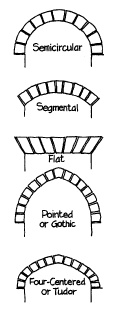 Semicircular
Segmental
Flat
Pointed
or Gothic
Four-Centered
or Tudor